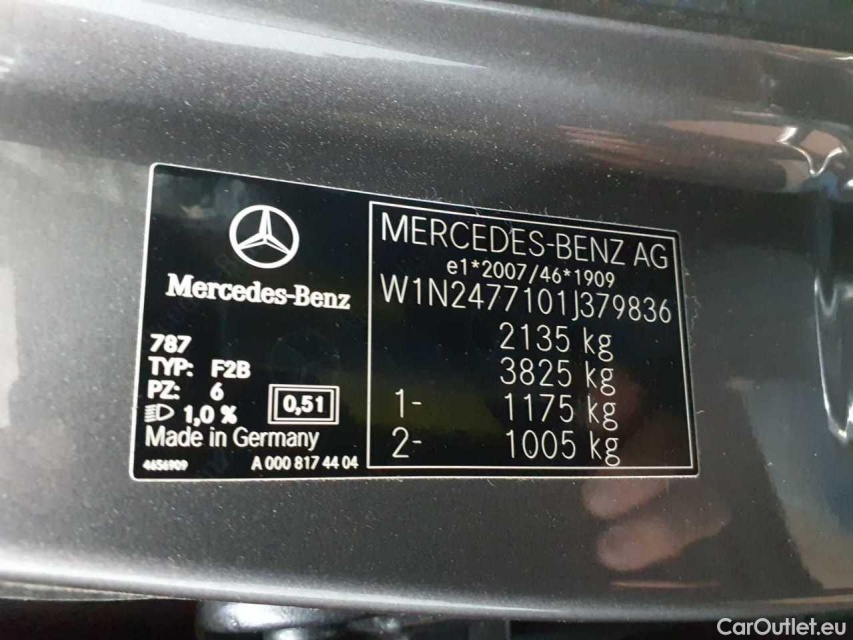 Mercedes-Benz
787
TYP: F2B
PZ: 6
1,0 %
0,51
Made in Germany
4656909
A 000 817 44 04
MERCEDES-BENZ AG
e1*2007/46*1909
W1N2477101J379836
2135 kg
3825 kg
1- 1175 kg
2- 1005 kg
CarOutlet.eu